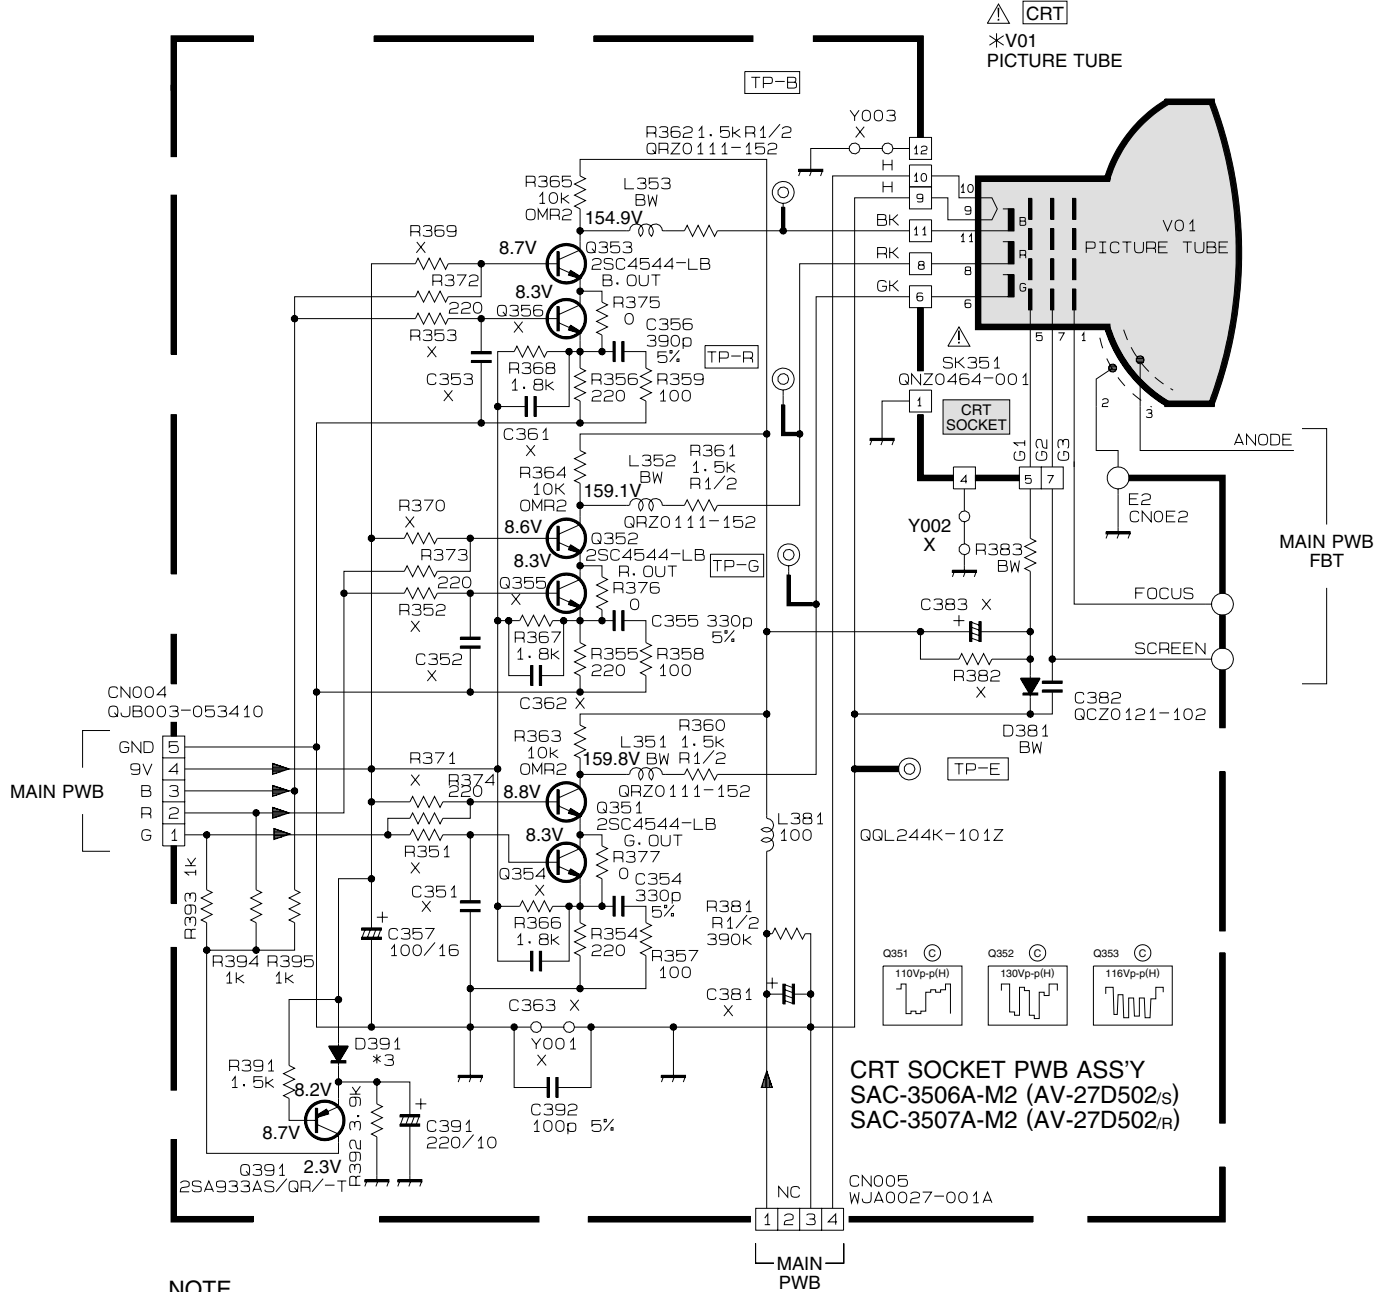 CRT
*V01
PICTURE TUBE
TP-B
Y003
X
R362 1.5k R1/2
QRZ0111-152
12
H
10
H
9
BK
11
RK
8
GK
6
10
9
11
8
6
B
R
G
V01
PICTURE TUBE
5 7 1
2
3
R365
10k
OMR2
L353
BW
154.9V
R369
X
8.7V
Q353
2SC4544-LB
B.OUT
R372
220
8.3V
Q356
X
R375
0
R353
X
C356
390p
5%
TP-R
SK351
QNZ0464-001
1
CRT
SOCKET
C353
X
R368
1.8k
R356
220
R359
100
C361
X
ANODE
G1
G2
G3
R364
10K
OMR2
L352
BW
R361
1.5k
R1/2
159.1V
QRZ0111-152
4
5 7
E2
CN0E2
R370
X
8.6V
Q352
2SC4544-LB
R.OUT
Y002
X
R383
BW
MAIN PWB
FBT
R373
220
8.3V
Q355
X
R376
0
TP-G
R352
X
C355 330p
5%
C383 X
+
FOCUS
C352
X
R367
1.8k
R355
220
R358
100
R382
X
SCREEN
C362 X
C382
QCZ0121-102
D381
BW
CN004
QJB003-053410
R363
10k
OMR2
L351
BW
R360
1.5k
R1/2
159.8V
QRZ0111-152
MAIN PWB
GND 5
9V 4
B 3
R 2
G 1
R371
X
R374
220
8.8V
Q351
2SC4544-LB
G.OUT
TP-E
L381
100
QQL244K-101Z
8.3V
R351
X
Q354
X
R377
0
R393 1k
C351
X
C354
330p
5%
R381
R1/2
390k
+
C357
100/16
R366
1.8k
R354
220
R357
100
R394
1k
R395
1k
C381
X
+
Q351 C
110Vp-p(H)
Q352 C
130Vp-p(H)
Q353 C
116Vp-p(H)
C363 X
Y001
X
D391
*3
R391
1.5k
8.2V
8.7V
R392 3.9k
+
C391
220/10
C392
100p 5%
CRT SOCKET PWB ASS'Y
SAC-3506A-M2 (AV-27D502/S)
SAC-3507A-M2 (AV-27D502/R)
Q391
2.3V
2SA933AS/QR/-T
NC
CN005
WJA0027-001A
1 2 3 4
MAIN
PWB
NOTE